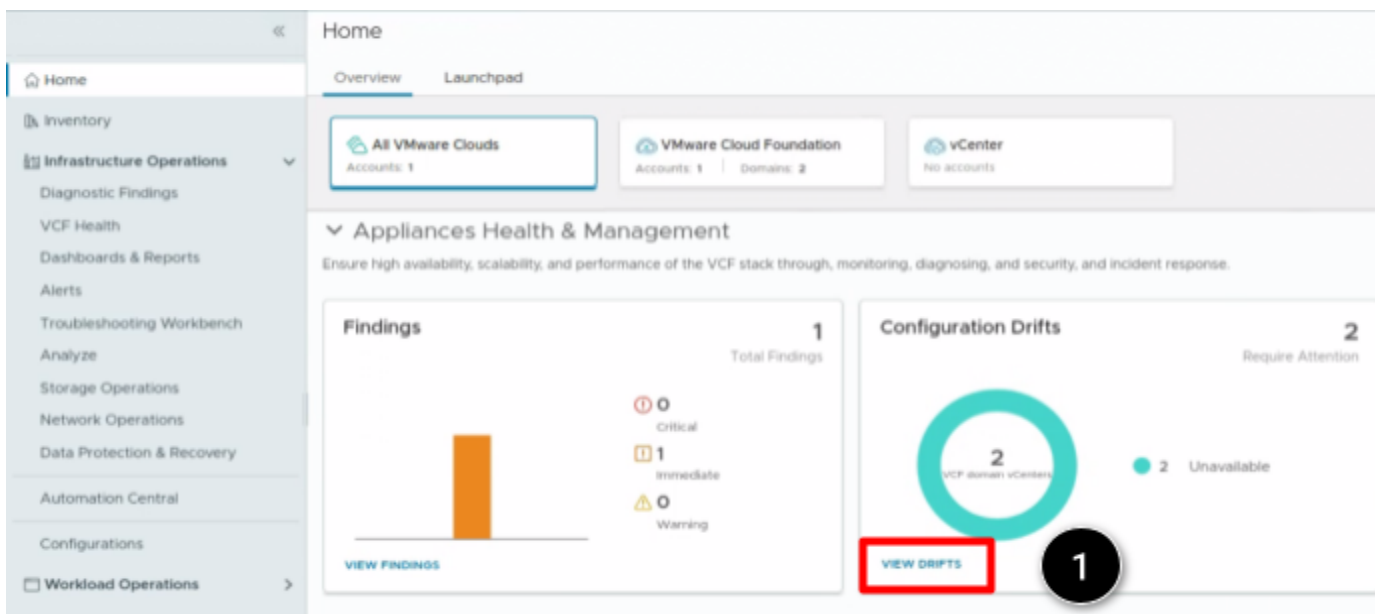 Home
Inventory
Infrastructure Operations
Diagnostic Findings
VCF Health
Dashboards & Reports
Alerts
Troubleshooting Workbench
Analyze
Storage Operations
Network Operations
Data Protection & Recovery
Automation Central
Configurations
Workload Operations
Home
Overview Launchpad
All VMware Clouds
Accounts: 1
VMware Cloud Foundation
Accounts: 1 Domains: 2
vCenter
No accounts
Appliances Health & Management
Ensure high availability, scalability, and performance of the VCF stack through, monitoring, diagnosing, and security, and incident response.
Findings
1
Total Findings
0
Critical
1
Immediate
0
Warning
VIEW FINDINGS
Configuration Drifts
2
Require Attention
2
VCF domain vCenters
2 Unavailable
VIEW DRIFTS
1